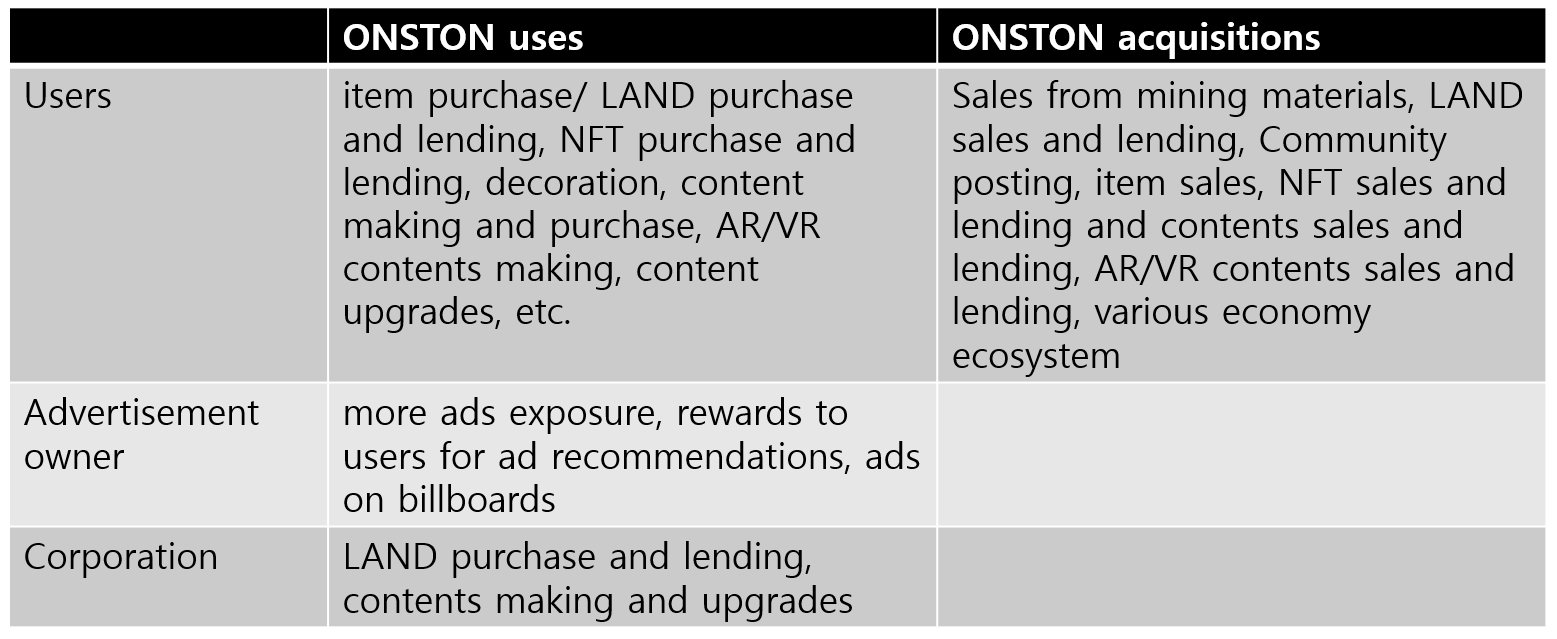 ONSTON uses
ONSTON acquisitions
Users
item purchase/ LAND purchase
and lending, NFT purchase and
lending, decoration, content
making and purchase, AR/VR
contents making, content
upgrades, etc.
Sales from mining materials, LAND
sales and lending, Community
posting, item sales, NFT sales and
lending and contents sales and
lending, AR/VR contents sales and
lending, various economy
ecosystem
Advertisement
owner
more ads exposure, rewards to
users for ad recommendations, ads
on billboards
Corporation
LAND purchase and lending,
contents making and upgrades